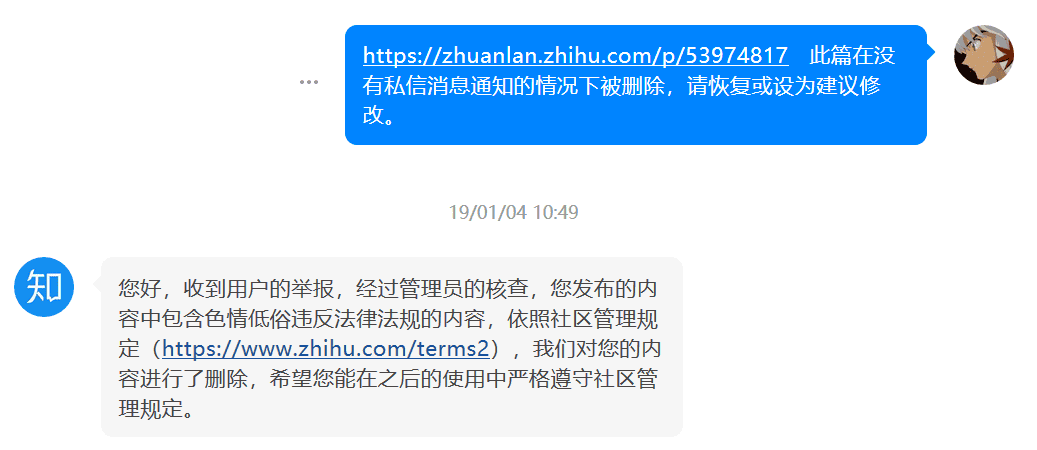 https://zhuanlan.zhihu.com/p/53974817 此篇在没
有私信消息通知的情况下被删除，请恢复或设为建议修
改。
19/01/04 10:49
知
您好，收到用户的举报，经过管理员的核查，您发布的内
容中包含色情低俗违反法律法规的内容，依照社区管理规
定（https://www.zhihu.com/terms2），我们对您的内
容进行了删除，希望您能在之后的使用中严格遵守社区管
理规定。